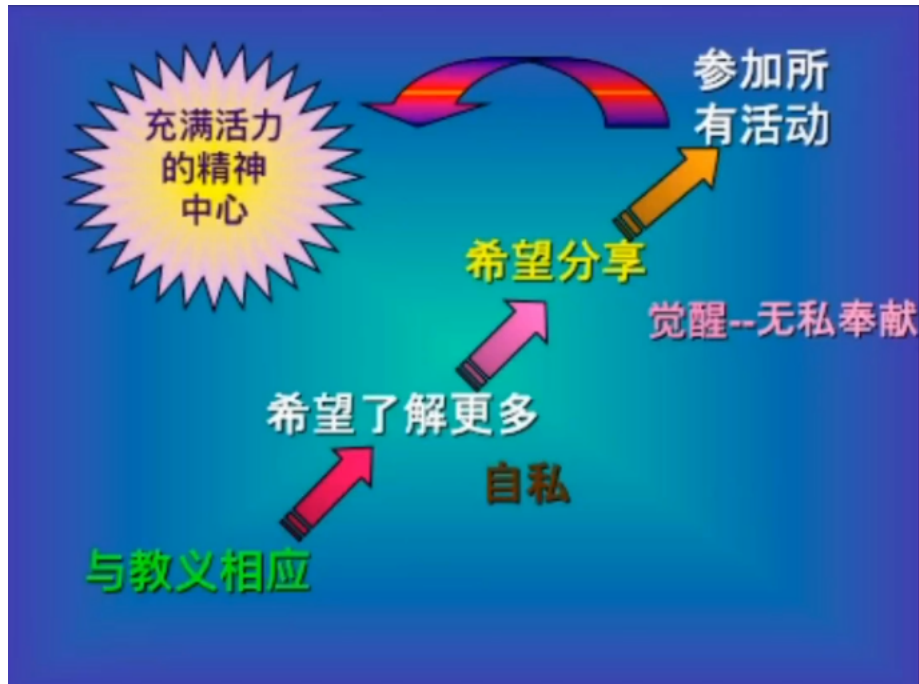 充满活力
的精神
中心
参加所
有活动
希望分享
觉醒--无私奉献
希望了解更多
自私
与教义相应